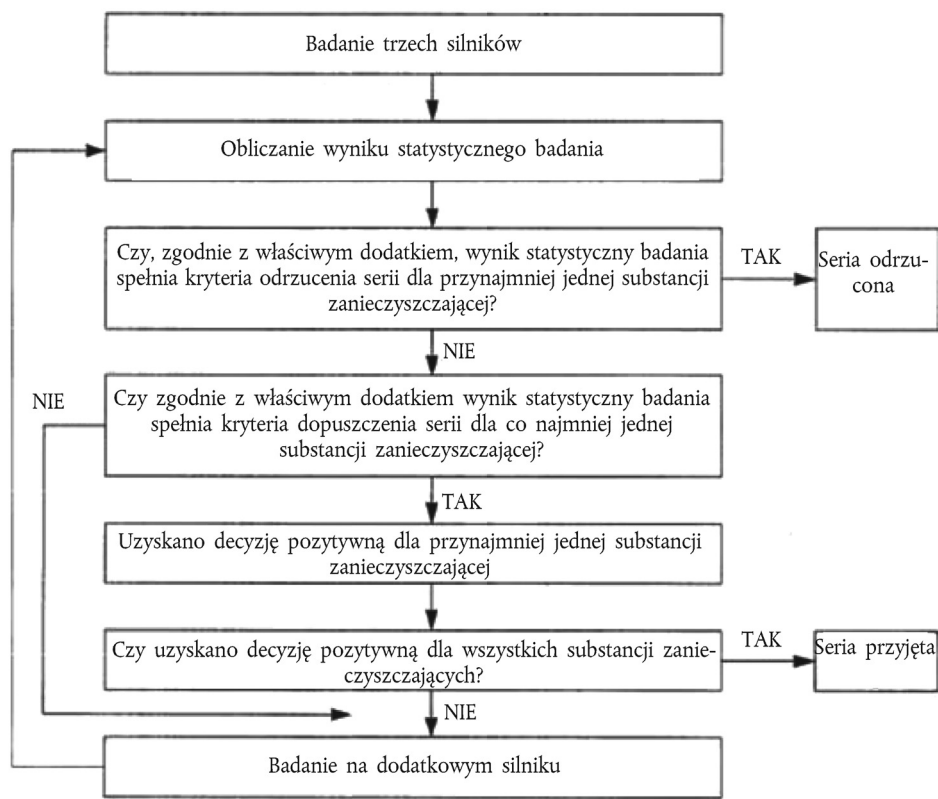 Badanie trzech silników
Obliczanie wyniku statystycznego badania
Czy, zgodnie z właściwym dodatkiem, wynik statystyczny badania
spełnia kryteria odrzucenia serii dla przynajmniej jednej substancji
zanieczyszczającej?
TAK
Seria odrzu-
cona
NIE
NIE
Czy zgodnie z właściwym dodatkiem wynik statystyczny badania
spełnia kryteria dopuszczenia serii dla co najmniej jednej
substancji zanieczyszczającej?
TAK
Uzyskano decyzję pozytywną dla przynajmniej jednej substancji
zanieczyszczającej
Czy uzyskano decyzję pozytywną dla wszystkich substancji zanie-
czyszczających?
TAK
Seria przyjęta
NIE
Badanie na dodatkowym silniku